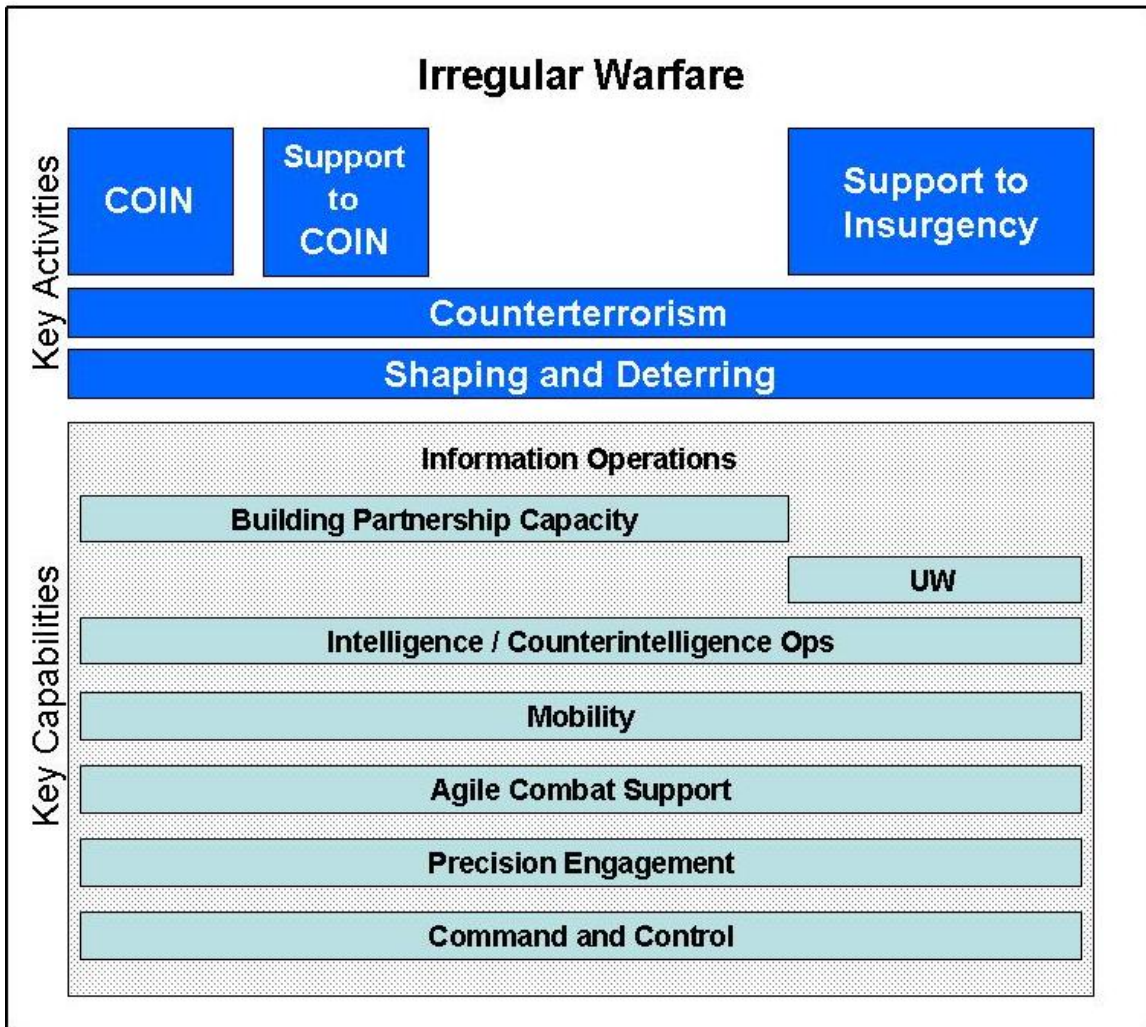 Irregular Warfare
Key Activities
COIN
Support
to
COIN
Support to
Insurgency
Counterterrorism
Shaping and Deterring
Key Capabilities
Information Operations
Building Partnership Capacity
UW
Intelligence / Counterintelligence Ops
Mobility
Agile Combat Support
Precision Engagement
Command and Control